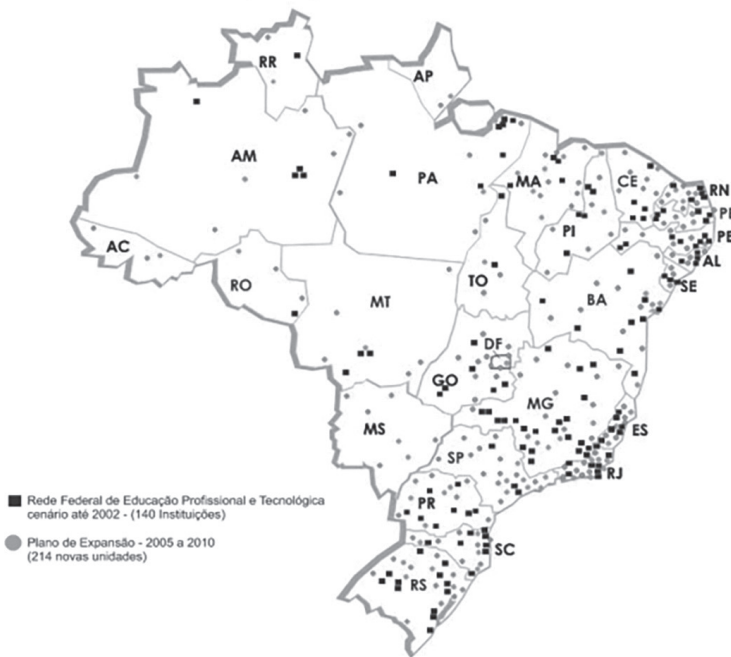 RR
AP
AM
PA
MA
CE
RN
PI
PE
AL
SE
AC
RO
TO
MT
BA
DF
GO
MG
ES
MS
SP
RJ
PR
SC
RS
Rede Federal de Educação Profissional e Tecnológica
cenário até 2002 - (140 Instituições)
Plano de Expansão - 2005 a 2010
(214 novas unidades)